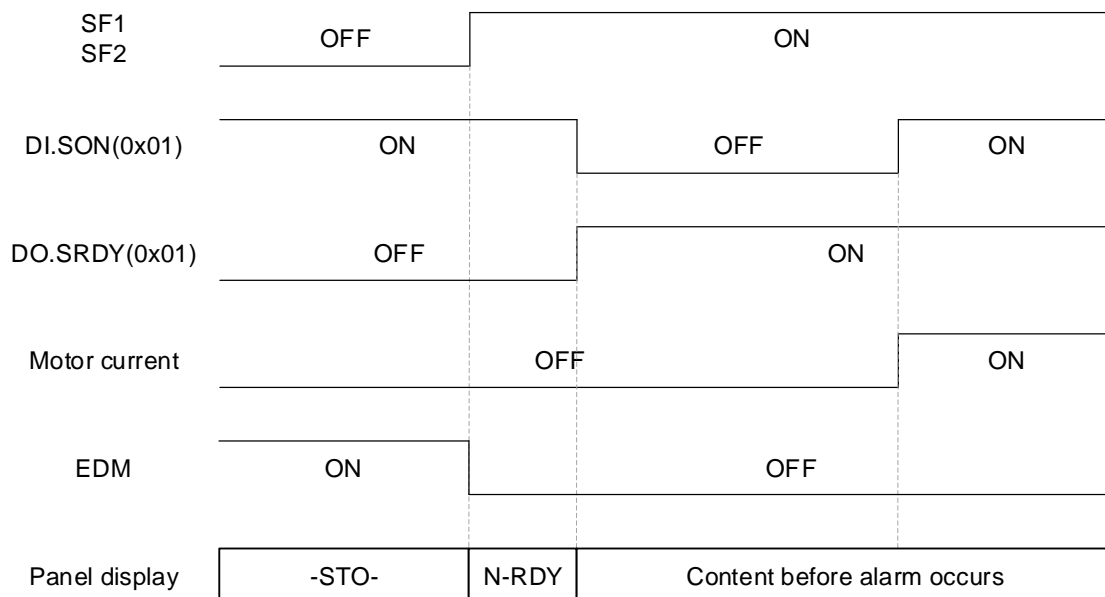 SF1
SF2
OFF
ON
DI.SON(0x01)
ON
OFF
ON
DO.SRDY(0x01)
OFF
ON
Motor current
OFF
ON
EDM
ON
OFF
Panel display
-STO-
N-RDY
Content before alarm occurs